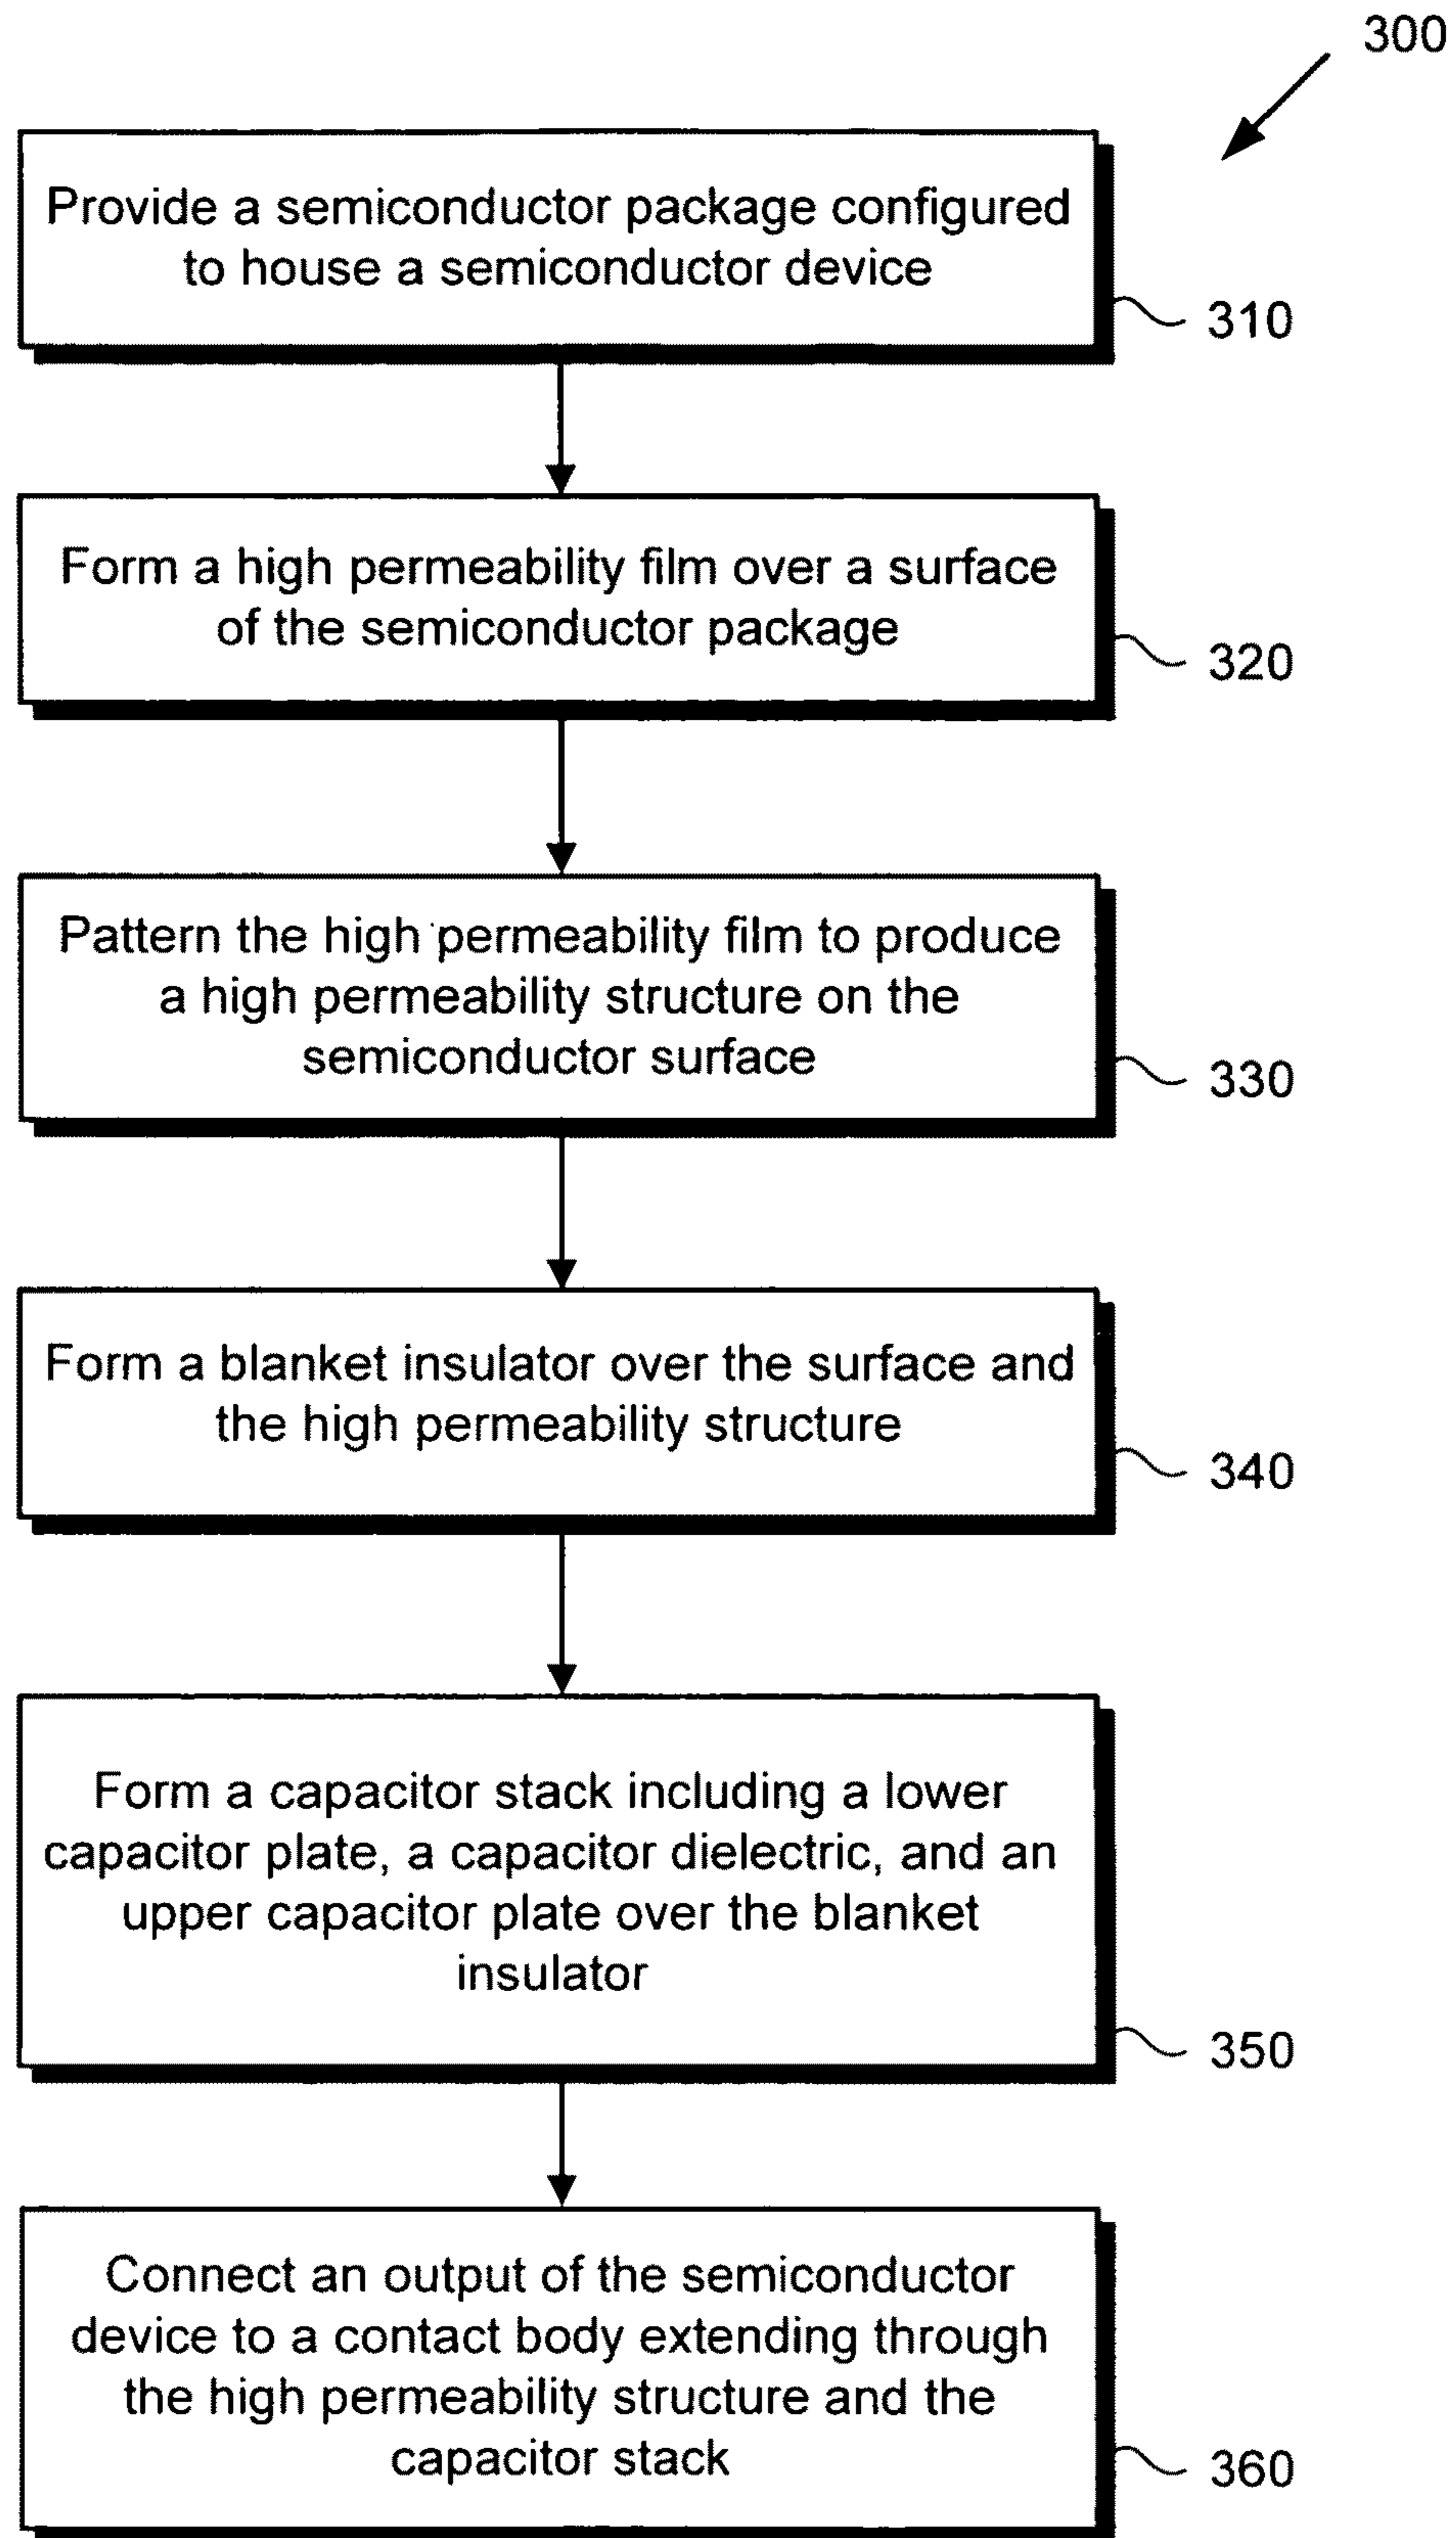 300
Provide a semiconductor package configured
to house a semiconductor device
310
Form a high permeability film over a surface
of the semiconductor package
320
Pattern the high permeability film to produce
a high permeability structure on the
semiconductor surface
330
Form a blanket insulator over the surface and
the high permeability structure
340
Form a capacitor stack including a lower
capacitor plate, a capacitor dielectric, and an
upper capacitor plate over the blanket
insulator
350
Connect an output of the semiconductor
device to a contact body extending through
the high permeability structure and the
capacitor stack
360